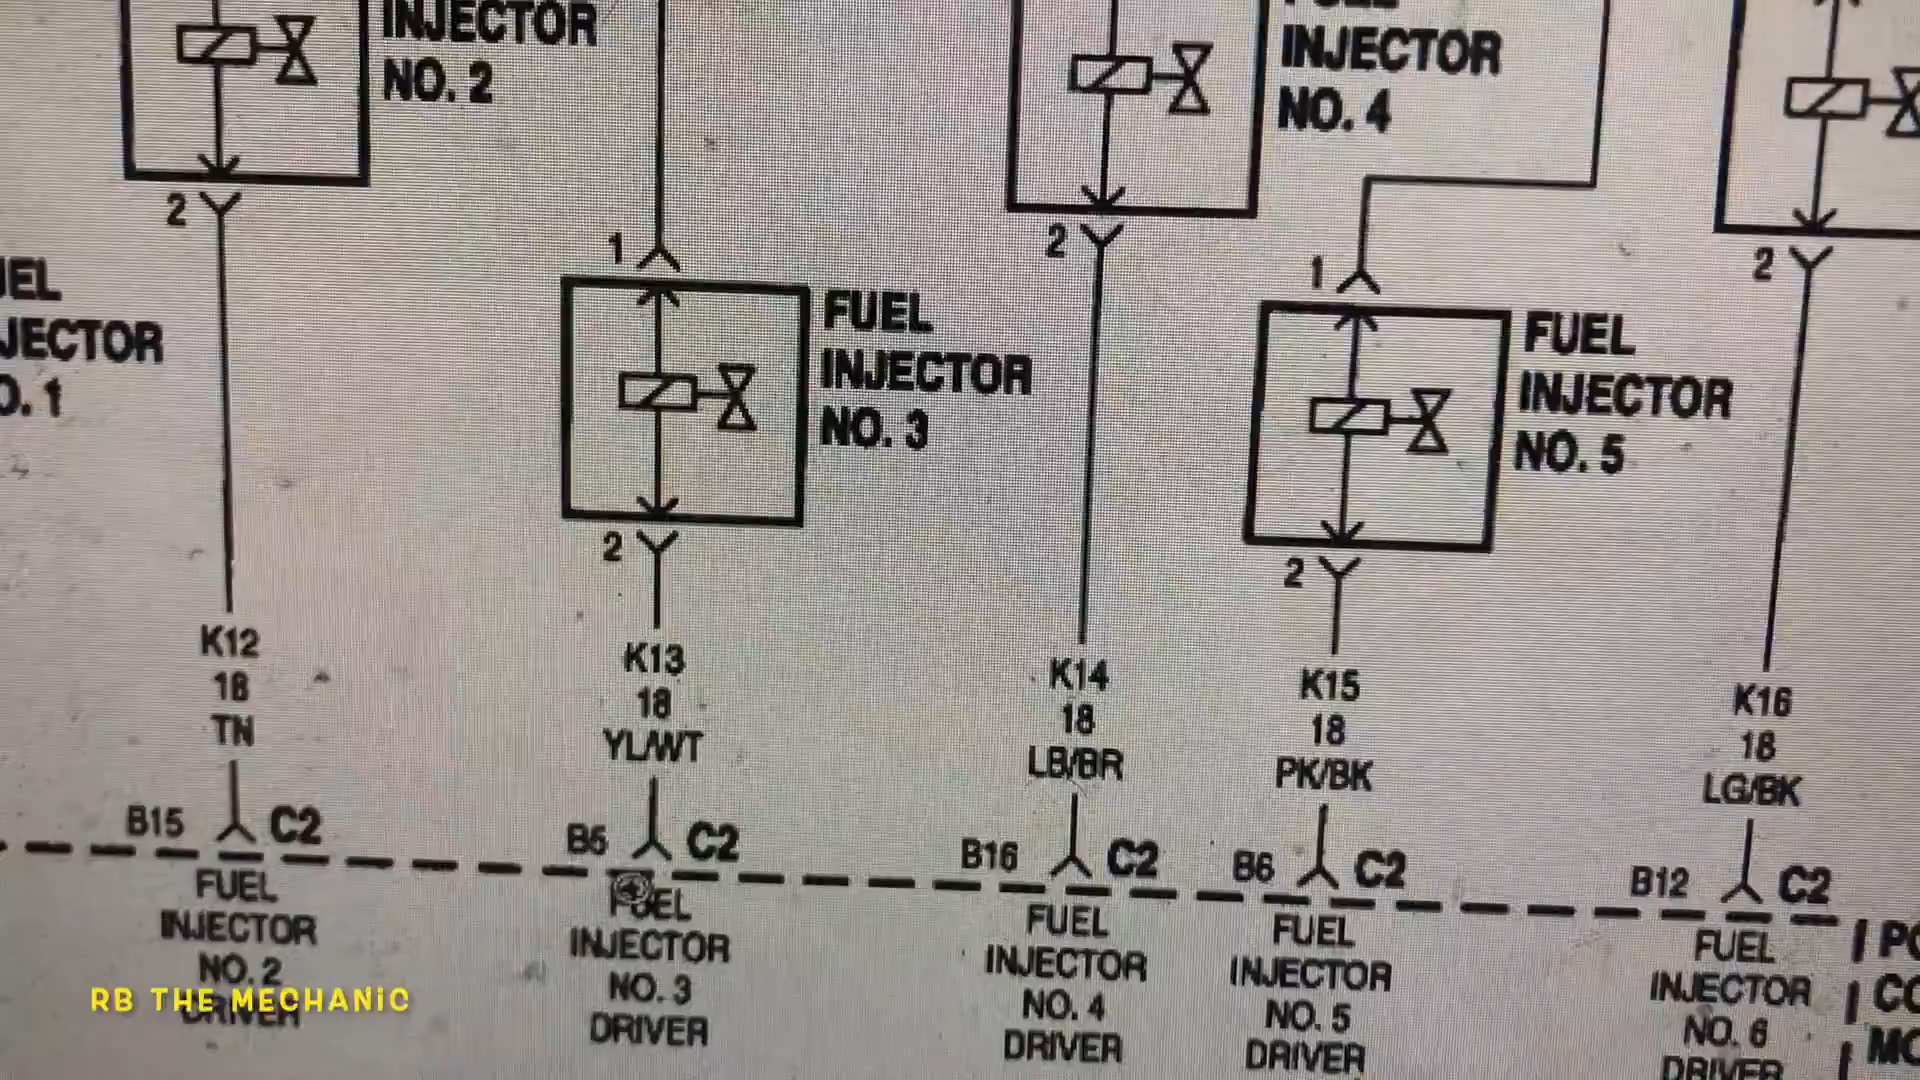 INJECTOR
NO. 2
INJECTOR
NO. 4
2
2
2
1
1
JECTOR
FUEL
INJECTOR
NO. 3
FUEL
INJECTOR
NO. 5
2
2
K12
18
TN
K13
18
YL/WT
K14
18
LB/BR
K15
18
PK/BK
K16
18
LG/BK
B15
C2
B5
C2
B16
C2
B6
C2
B12
C2
FUEL
INJECTOR
NO. 2
DRIVER
FUEL
INJECTOR
NO. 3
DRIVER
FUEL
INJECTOR
NO. 4
DRIVER
FUEL
INJECTOR
NO. 5
DRIVER
FUEL
INJECTOR
NO. 6
DRIVER
RB THE MECHANIC